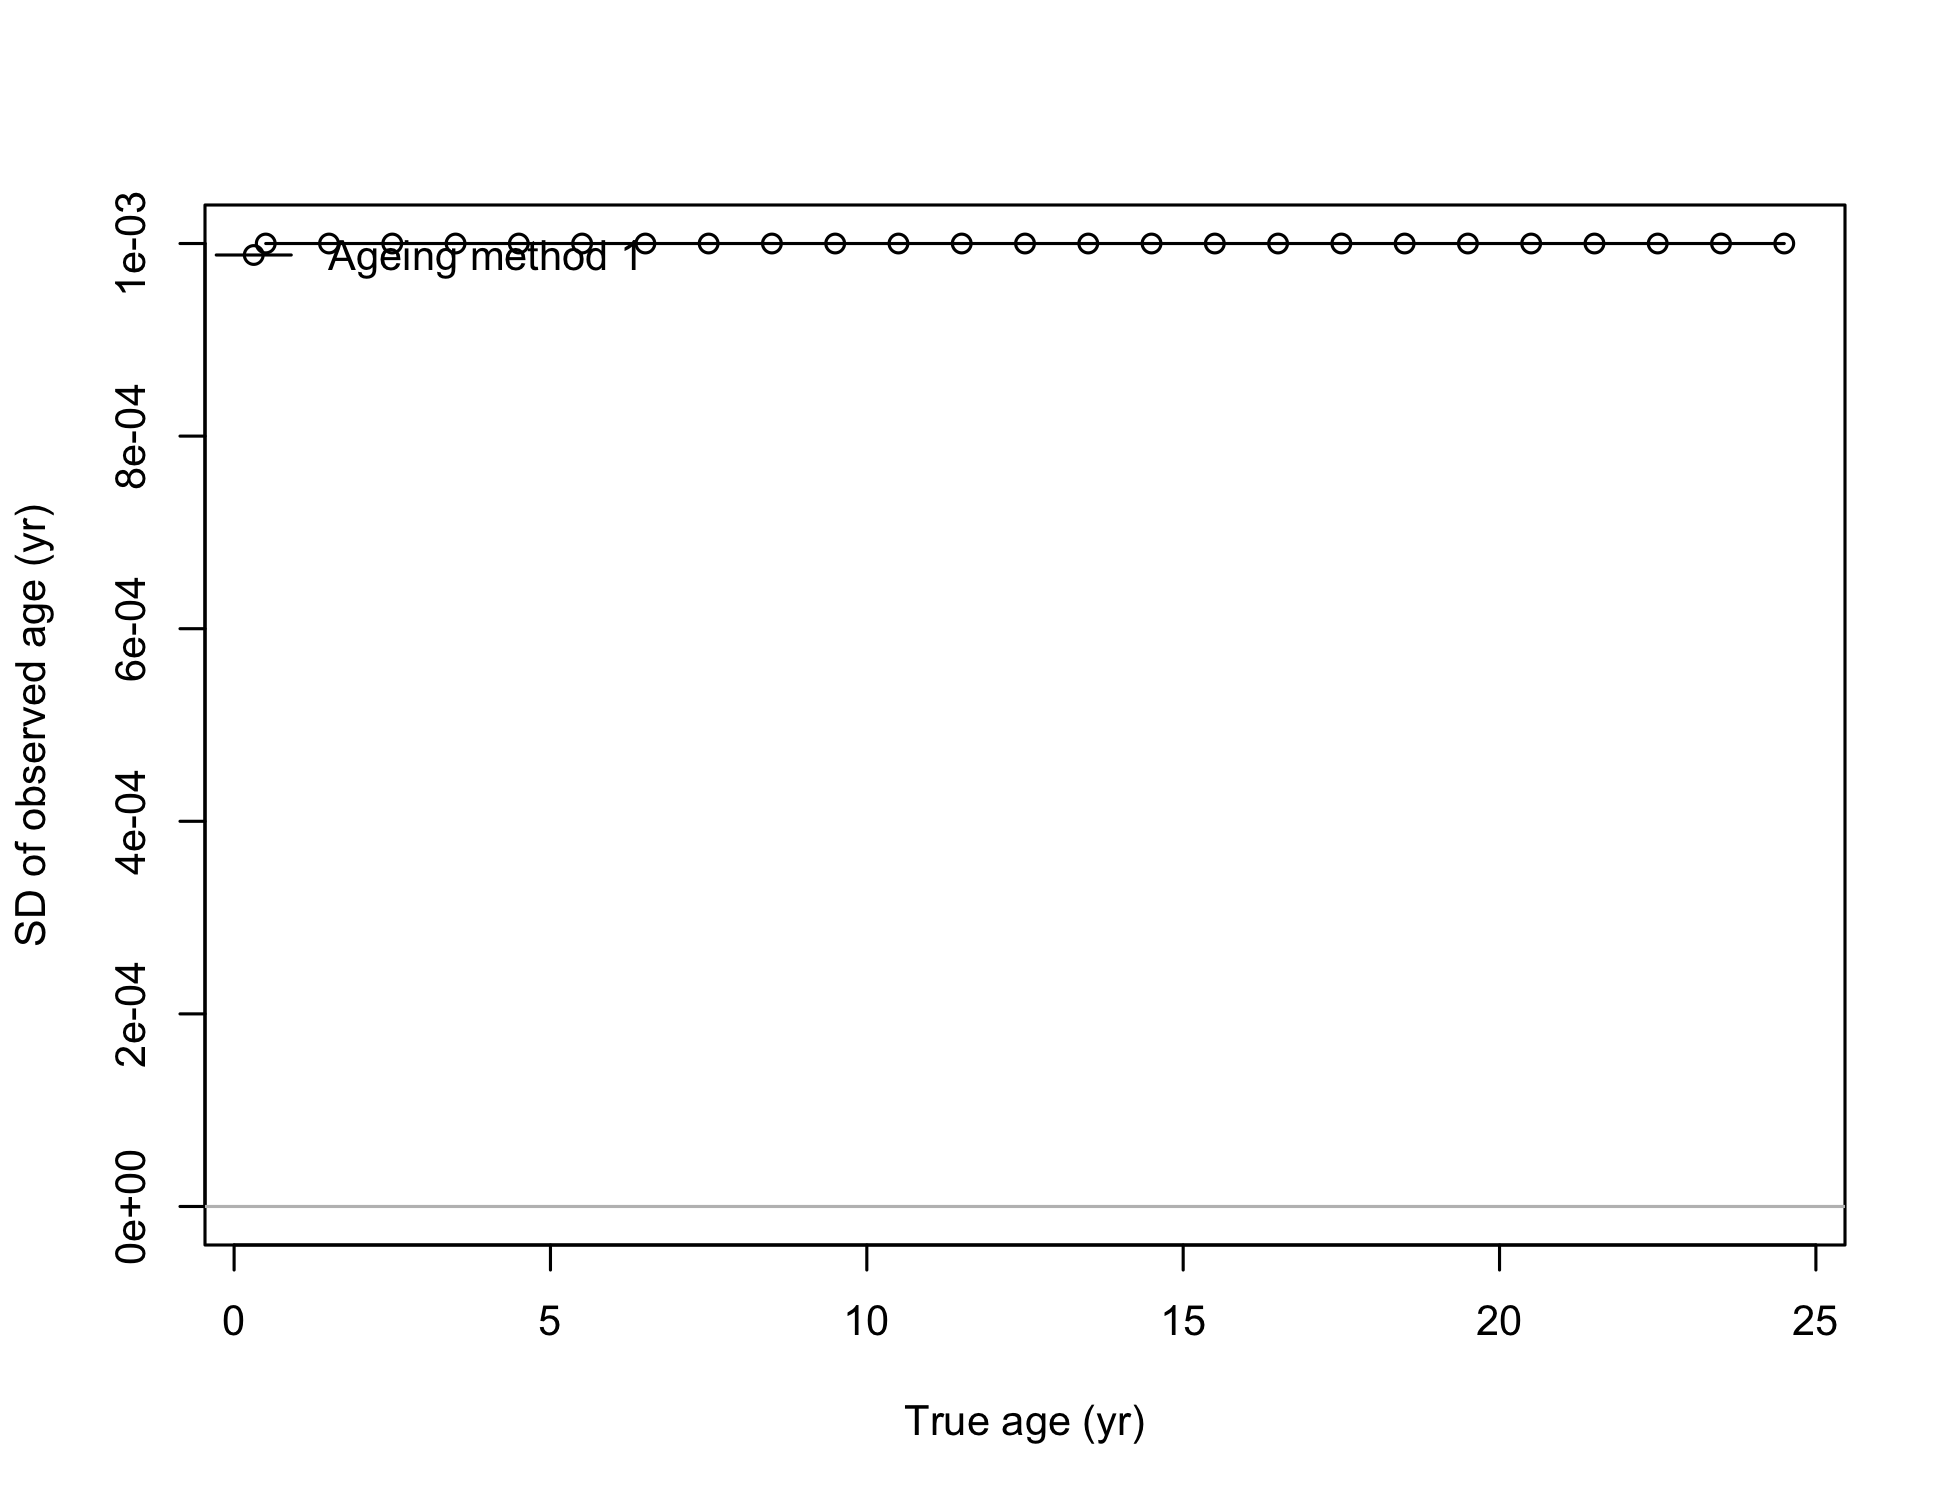 1e-03
8e-04
6e-04
4e-04
2e-04
0e+00
SD of observed age (yr)
Ageing method 1
0 5 10 15 20 25
True age (yr)